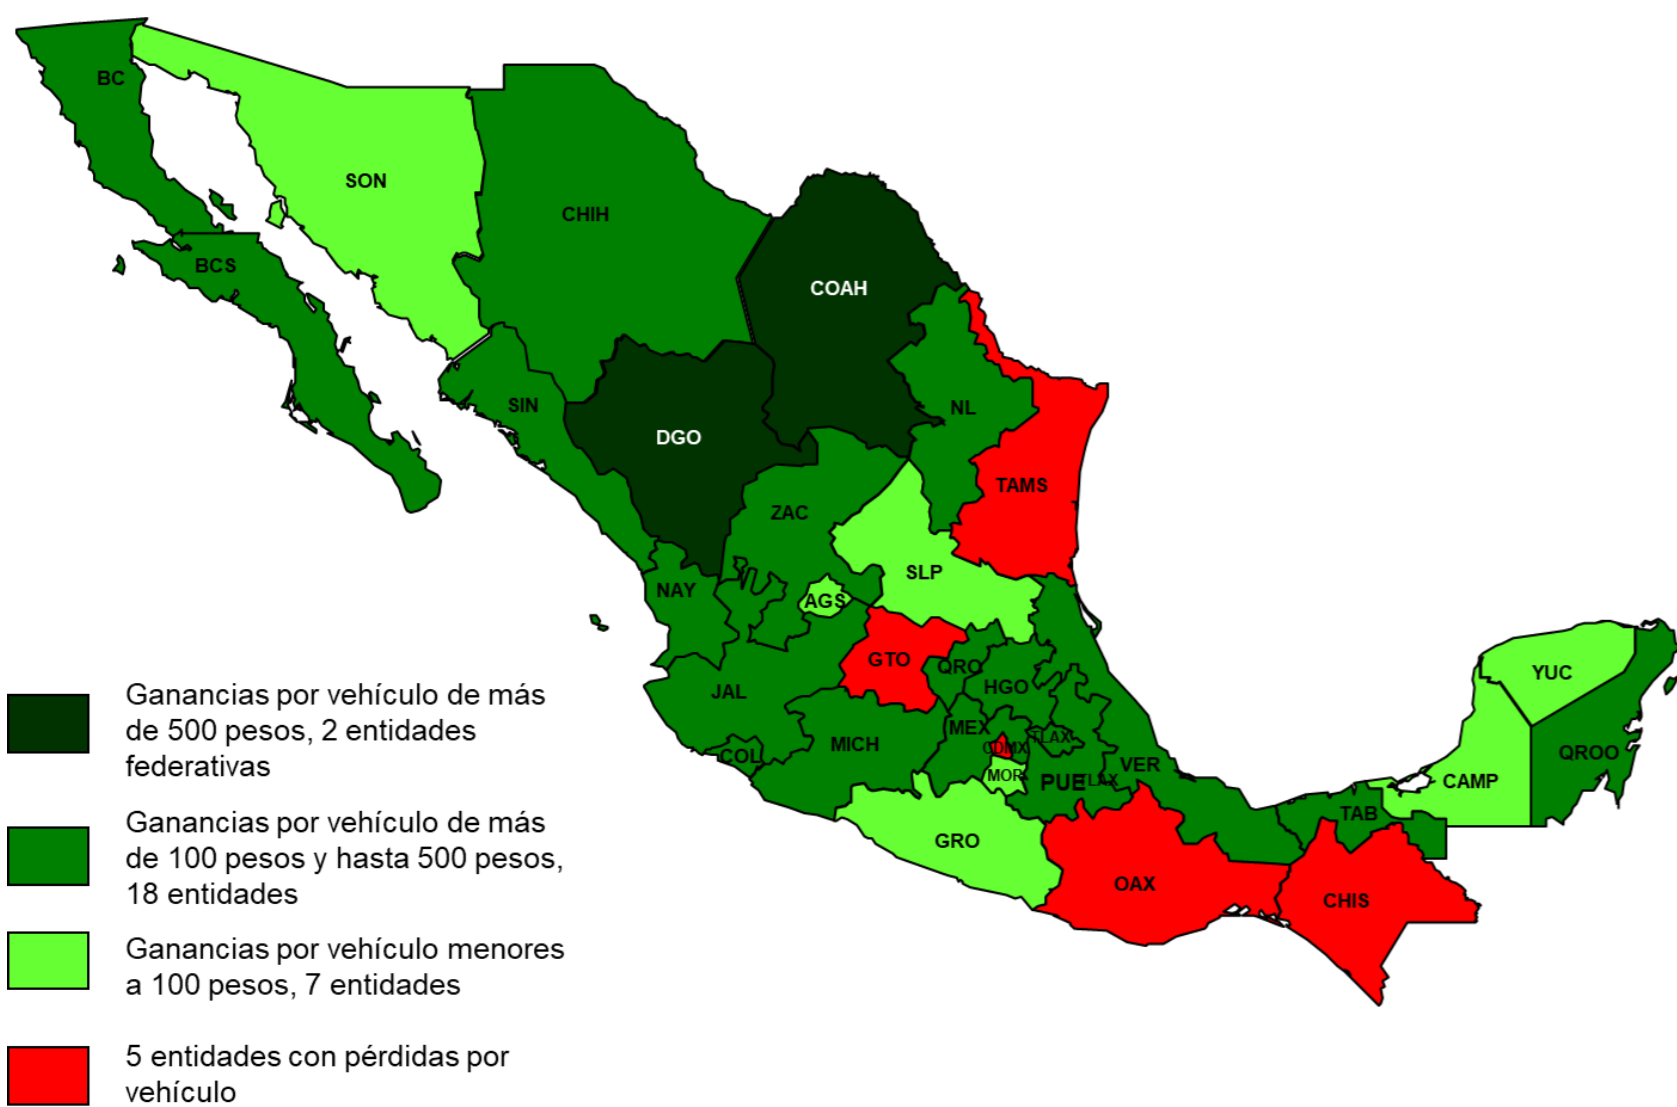 BC
SON
CHIH
BCS
COAH
SIN
NL
DGO
TAMS
ZAC
SLP
NAY
AGS
GTO
QRO
YUC
HGO
JAL
MEX
TLAX
CDMX
MICH
COL
QROO
VER
MOR
PUE
TLAX
CAMP
TAB
GRO
OAX
CHIS
Ganancias por vehículo de más
de 500 pesos, 2 entidades
federativas
Ganancias por vehículo de más
de 100 pesos y hasta 500 pesos,
18 entidades
Ganancias por vehículo menores
a 100 pesos, 7 entidades
5 entidades con pérdidas por
vehículo